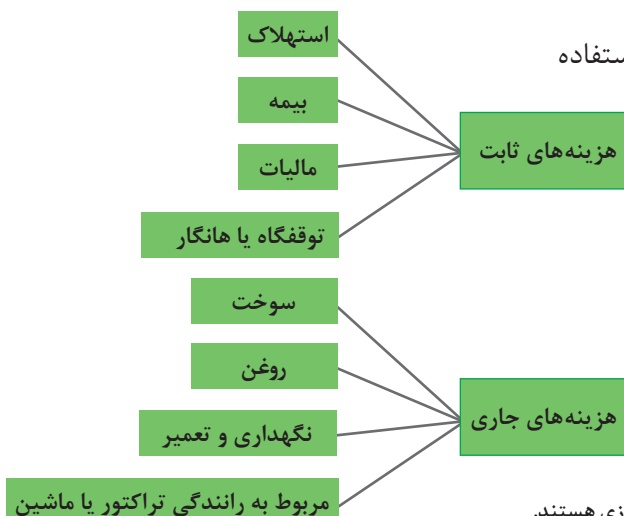 هزینه‌های ثابت
استهلاک
بیمه
مالیات
توقفگاه یا هانگار
هزینه‌های جاری
سوخت
روغن
نگهداری و تعمیر
مربوط به رانندگی تراکتور یا ماشین
هستند.